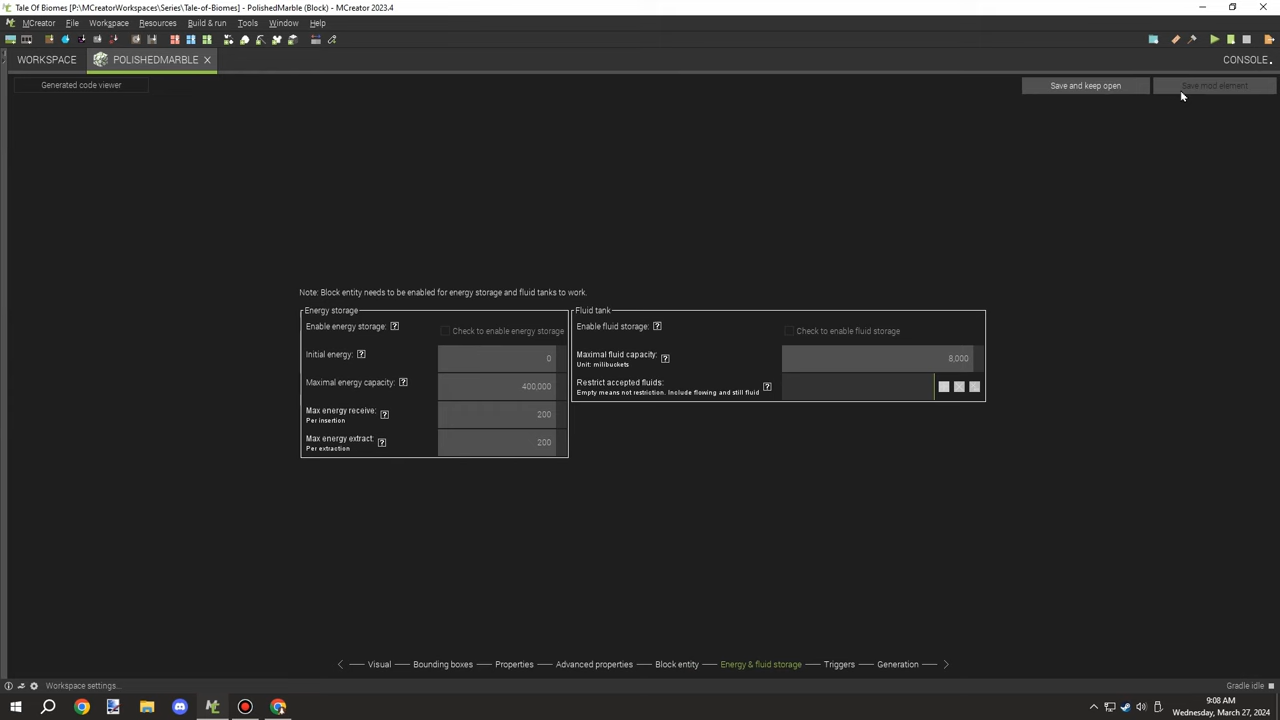 Tale Of Biomes [P:\MCreatorWorkspaces\Series\Tale-of-Biomes] - PolishedMarble (Block) - MCreator 2023.4
MCreator File Workspace Resources Build & run Tools Window Help
WORKSPACE POLISHEDMARBLE CONSOLE
Generated code viewer Save and keep open Save mod element
Note: Block entity needs to be enabled for energy storage and fluid tanks to work.
Energy storage
Enable energy storage: ? Check to enable energy storage
Initial energy: ? 0
Maximal energy capacity: ? 400,000
Max energy receive: ? 200
Per insertion
Max energy extract: ? 200
Per extraction
Fluid tank
Enable fluid storage: ? Check to enable fluid storage
Maximal fluid capacity: ? 8,000
Unit: milibuckets
Restrict accepted fluids: ?
Empty means not restriction. Include flowing and still fluid
Visual Bounding boxes Properties Advanced properties Block entity Energy & fluid storage Triggers Generation
Workspace settings... Gradle idle
9:08 AM
Wednesday, March 27, 2024